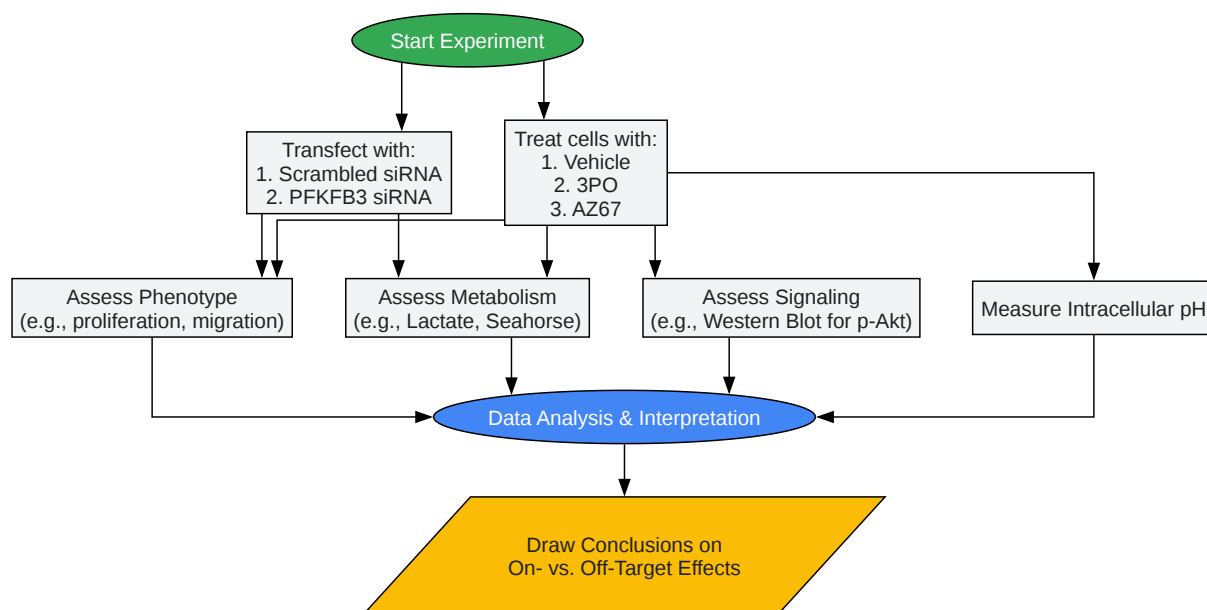 Start Experiment
Transfect with:
1. Scrambled siRNA
2. PFKFB3 siRNA
Treat cells with:
1. Vehicle
2. 3PO
3. AZ67
Assess Phenotype
(e.g., proliferation, migration)
Assess Metabolism
(e.g., Lactate, Seahorse)
Assess Signaling
(e.g., Western Blot for p-Akt)
Measure Intracellular pH
Data Analysis & Interpretation
Draw Conclusions on
On- vs. Off-Target Effects